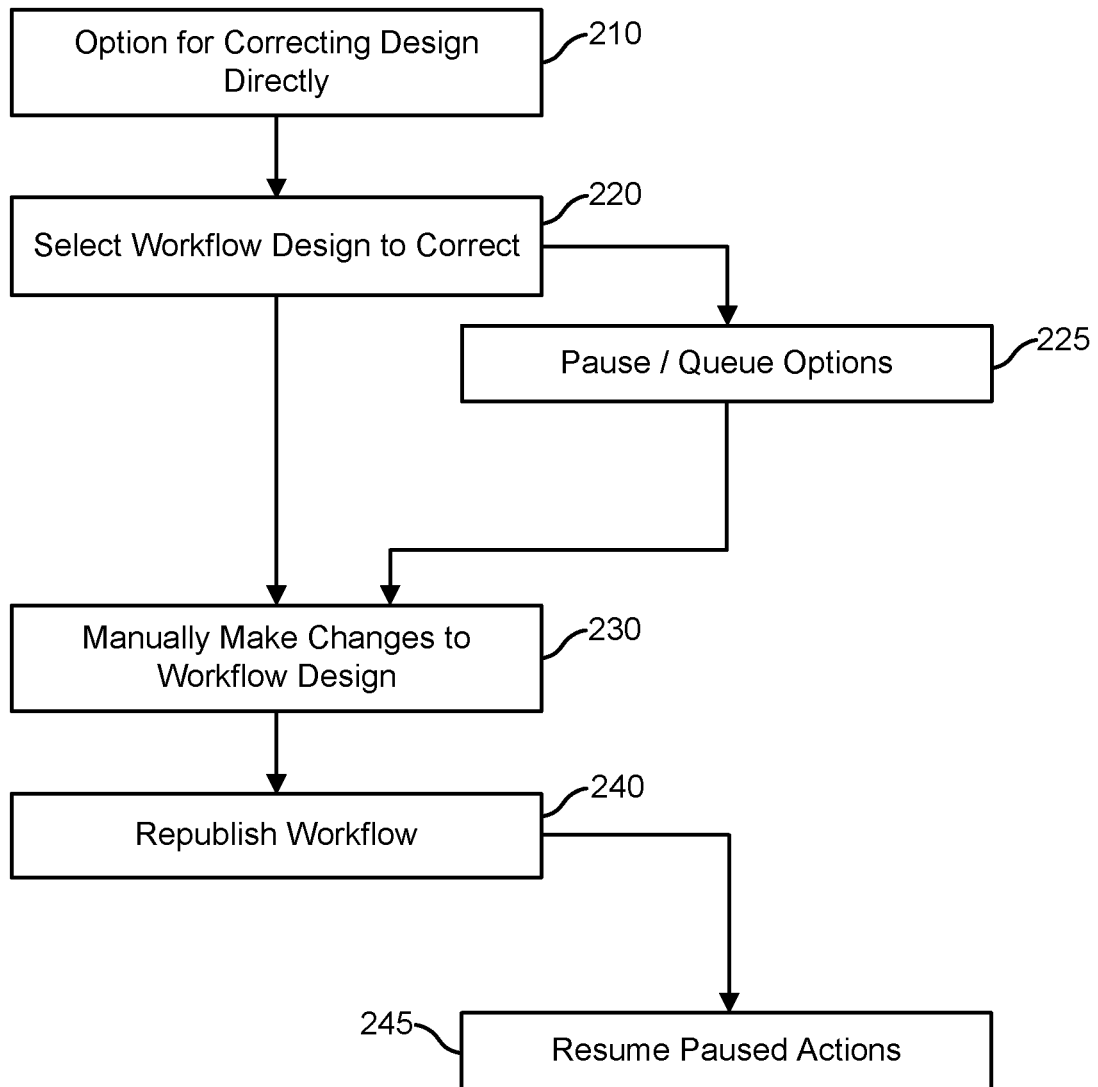 Option for Correcting Design
Directly
210
220
Select Workflow Design to Correct
Pause / Queue Options
225
Manually Make Changes to
Workflow Design
230
240
Republish Workflow
245
Resume Paused Actions